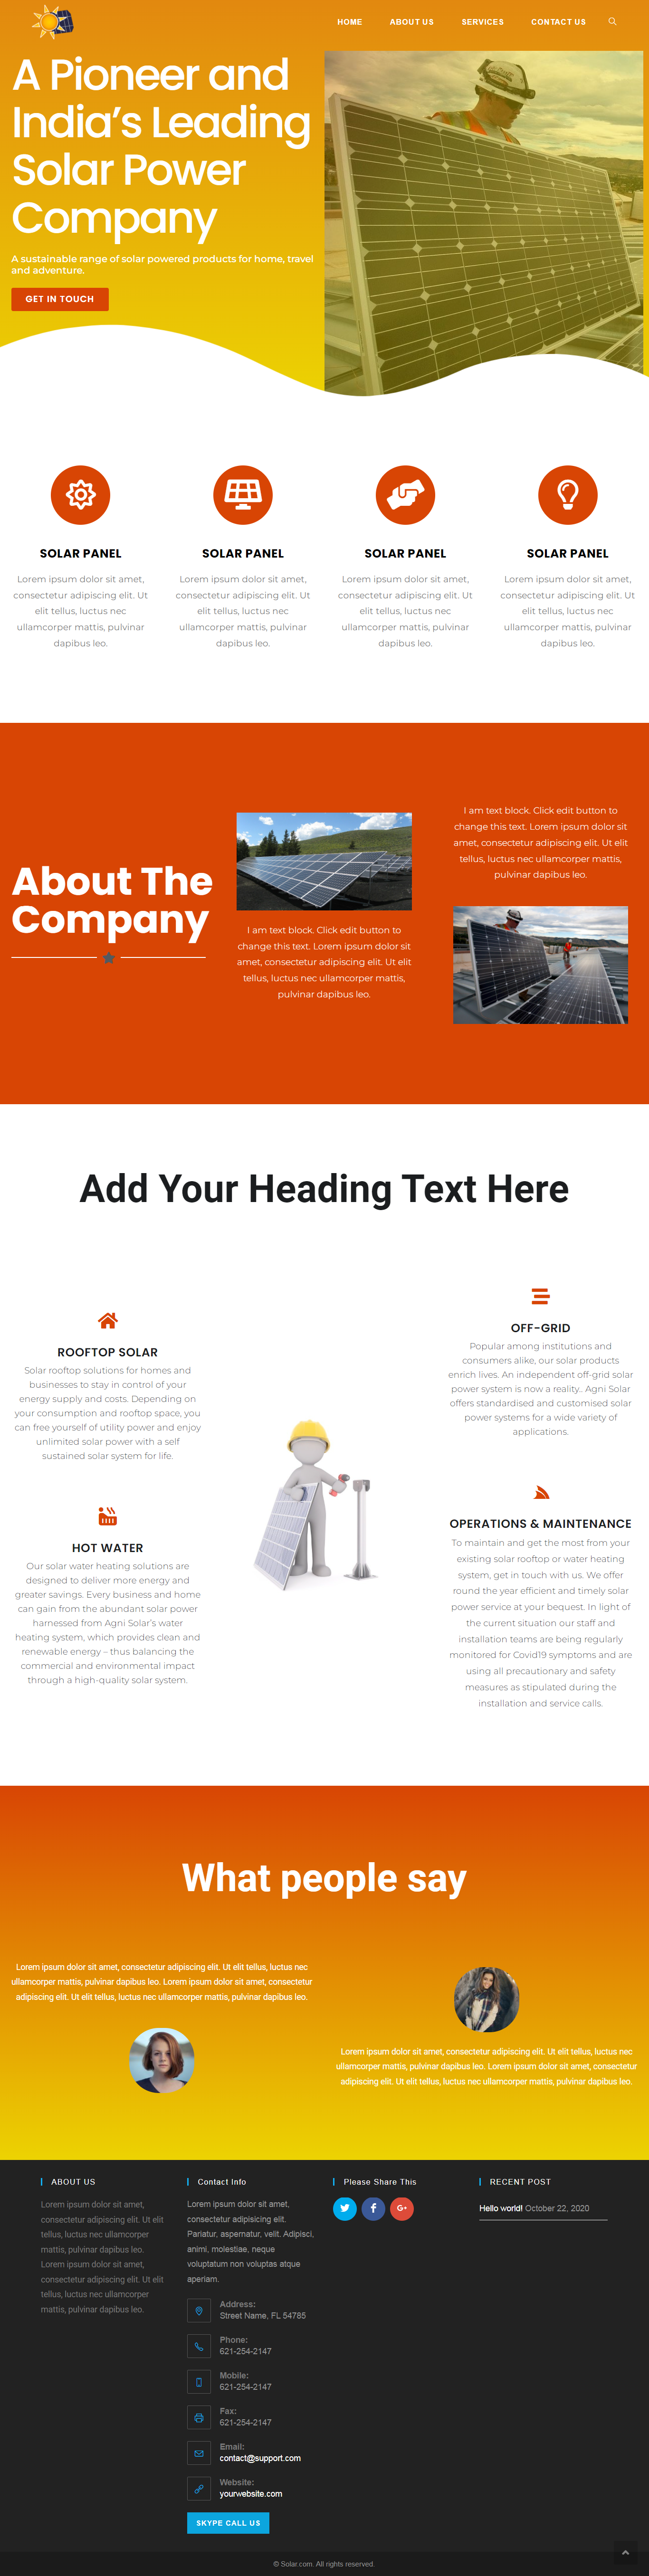 HOME ABOUT US SERVICES CONTACT US
A Pioneer and
India's Leading
Solar Power
Company
A sustainable range of solar powered products for home, travel
and adventure.
GET IN TOUCH
SOLAR PANEL
Lorem ipsum dolor sit amet,
consectetur adipiscing elit. Ut
elit tellus, luctus nec
ullamcorper mattis, pulvinar
dapibus leo.
SOLAR PANEL
Lorem ipsum dolor sit amet,
consectetur adipiscing elit. Ut
elit tellus, luctus nec
ullamcorper mattis, pulvinar
dapibus leo.
SOLAR PANEL
Lorem ipsum dolor sit amet,
consectetur adipiscing elit. Ut
elit tellus, luctus nec
ullamcorper mattis, pulvinar
dapibus leo.
SOLAR PANEL
Lorem ipsum dolor sit amet,
consectetur adipiscing elit. Ut
elit tellus, luctus nec
ullamcorper mattis, pulvinar
dapibus leo.
About The
Company
I am text block. Click edit button to
change this text. Lorem ipsum dolor sit
amet, consectetur adipiscing elit. Ut elit
tellus, luctus nec ullamcorper mattis,
pulvinar dapibus leo.
I am text block. Click edit button to
change this text. Lorem ipsum dolor sit
amet, consectetur adipiscing elit. Ut elit
tellus, luctus nec ullamcorper mattis,
pulvinar dapibus leo.
Add Your Heading Text Here
ROOFTOP SOLAR
Solar rooftop solutions for homes and
businesses to stay in control of your
energy supply and costs. Depending on
your consumption and rooftop space, you
can free yourself of utility power and enjoy
unlimited solar power with a self
sustained solar system for life.
HOT WATER
Our solar water heating solutions are
designed to deliver more energy and
greater savings. Every business and home
can gain from the abundant solar power
harnessed from Agni Solar's water
heating system, which provides clean and
renewable energy – thus balancing the
commercial and environmental impact
through a high-quality solar system.
OFF-GRID
Popular among institutions and
consumers alike, our solar products
enrich lives. An independent off-grid solar
power system is now a reality.. Agni Solar
offers standardised and customised solar
power systems for a wide variety of
applications.
OPERATIONS & MAINTENANCE
To maintain and get the most from your
existing solar rooftop or water heating
system, get in touch with us. We offer
round the year efficient and timely solar
power service at your bequest. In light of
the current situation our staff and
installation teams are being regularly
monitored for Covid19 symptoms and are
using all precautionary and safety
measures as stipulated during the
installation and service calls.
What people say
Lorem ipsum dolor sit amet, consectetur adipiscing elit. Ut elit tellus, luctus nec
ullamcorper mattis, pulvinar dapibus leo. Lorem ipsum dolor sit amet, consectetur
adipiscing elit. Ut elit tellus, luctus nec ullamcorper mattis, pulvinar dapibus leo.
Lorem ipsum dolor sit amet, consectetur adipiscing elit. Ut elit tellus, luctus nec
ullamcorper mattis, pulvinar dapibus leo. Lorem ipsum dolor sit amet, consectetur
adipiscing elit. Ut elit tellus, luctus nec ullamcorper mattis, pulvinar dapibus leo.
ABOUT US
Lorem ipsum dolor sit amet,
consectetur adipiscing elit. Ut elit
tellus, luctus nec ullamcorper
mattis, pulvinar dapibus leo.
Lorem ipsum dolor sit amet,
consectetur adipiscing elit. Ut elit
tellus, luctus nec ullamcorper
mattis, pulvinar dapibus leo.
Contact Info
Lorem ipsum dolor sit amet,
consectetur adipisicing elit.
Pariatur, aspernatur, velit. Adipisci,
animi, molestiae, neque
voluptatum non voluptas atque
aperiam.
Address:
Street Name, FL 54785
Phone:
621-254-2147
Mobile:
621-254-2147
Fax:
621-254-2147
Email:
contact@support.com
Website:
yourwebsite.com
SKYPE CALL US
Please Share This
RECENT POST
Hello world! October 22, 2020
© Solar.com. All rights reserved.